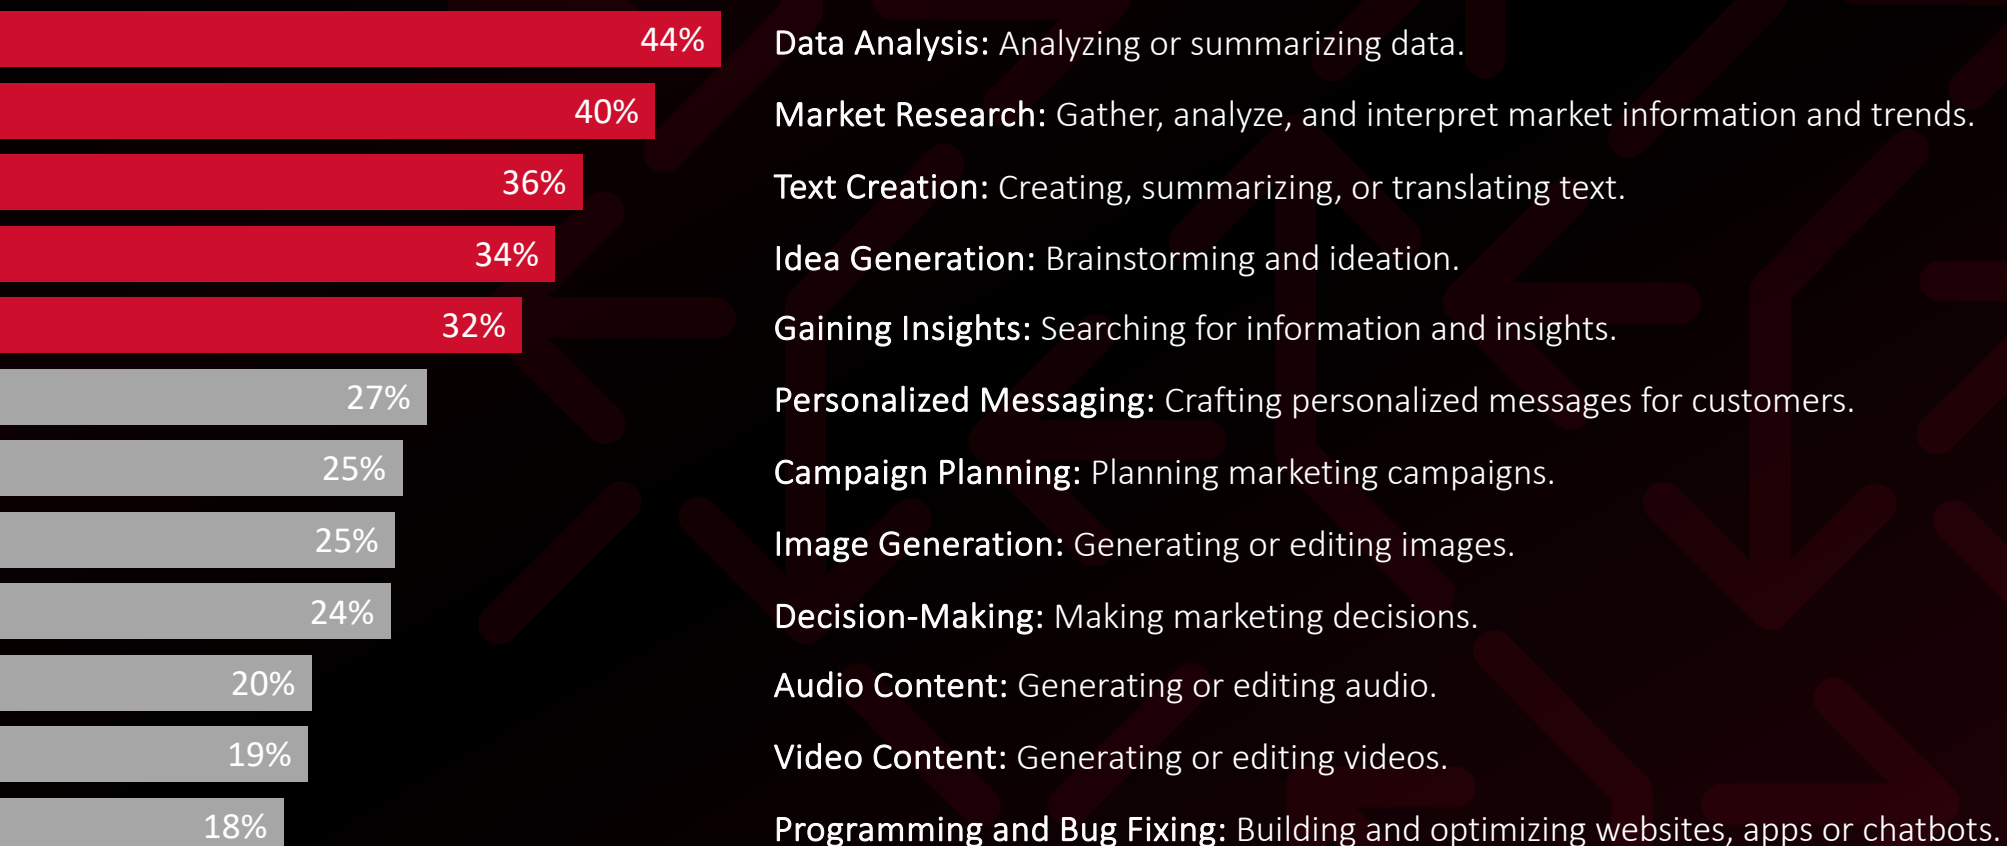 44% Data Analysis: Analyzing or summarizing data.
40% Market Research: Gather, analyze, and interpret market information and trends.
36% Text Creation: Creating, summarizing, or translating text.
34% Idea Generation: Brainstorming and ideation.
32% Gaining Insights: Searching for information and insights.
27% Personalized Messaging: Crafting personalized messages for customers.
25% Campaign Planning: Planning marketing campaigns.
25% Image Generation: Generating or editing images.
24% Decision-Making: Making marketing decisions.
20% Audio Content: Generating or editing audio.
19% Video Content: Generating or editing videos.
18% Programming and Bug Fixing: Building and optimizing websites, apps or chatbots.